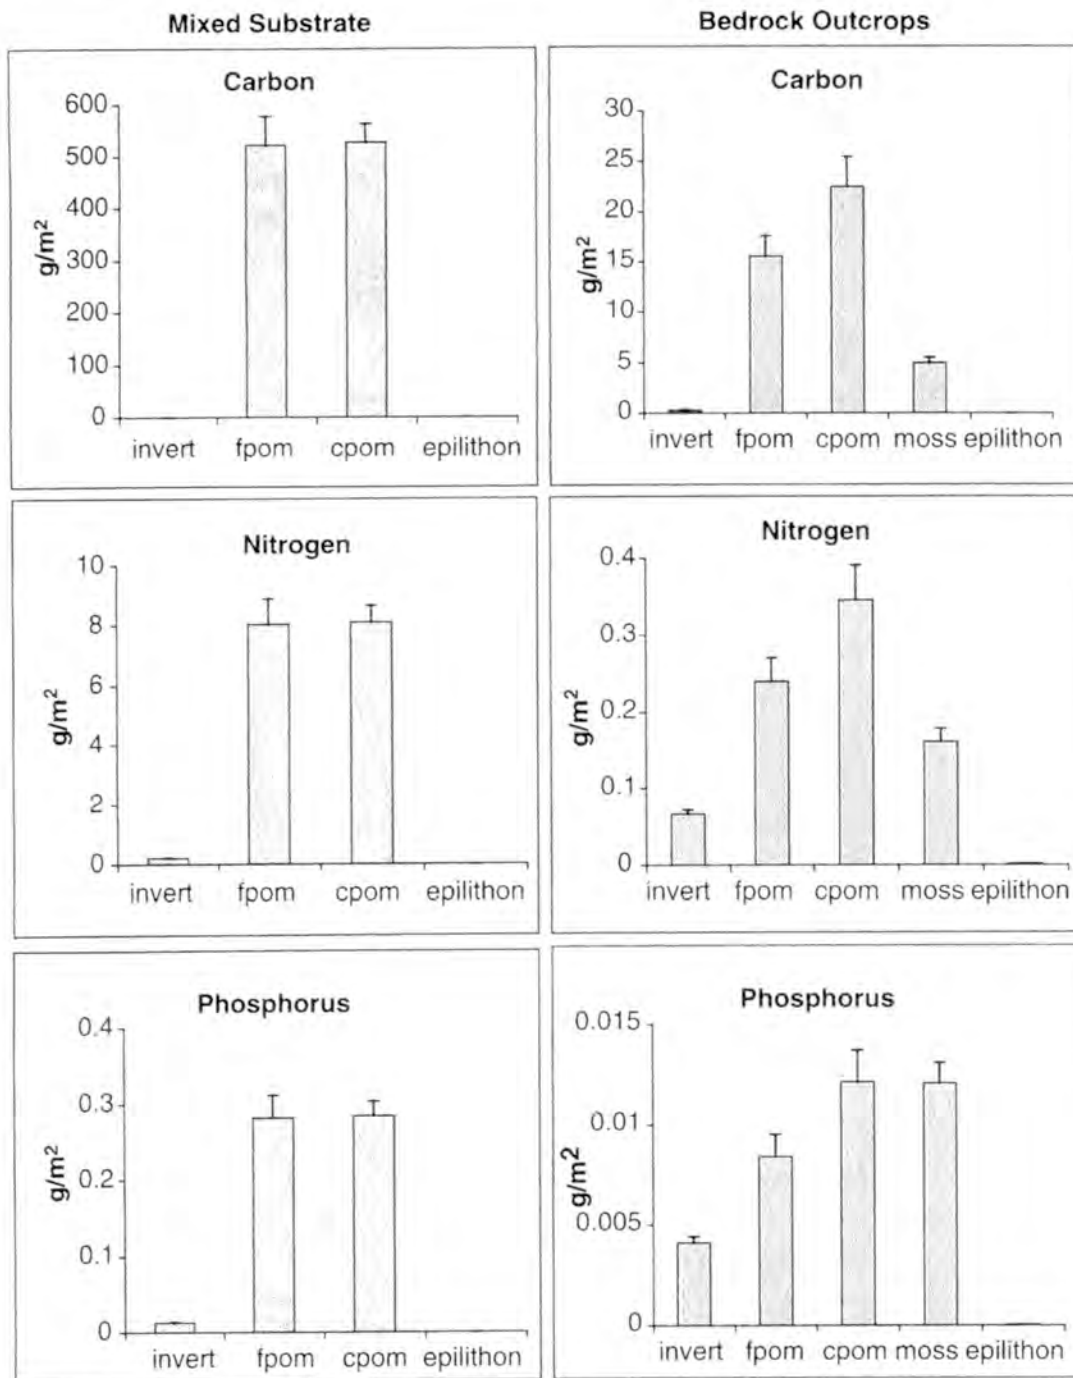 Mixed Substrate
Carbon
600
500
400
300
200
100
0
g/m²
invert fpom cpom epilithon
Nitrogen
10
8
6
4
2
0
g/m²
invert fpom cpom epilithon
Phosphorus
0.4
0.3
0.2
0.1
0
g/m²
invert fpom cpom epilithon
Bedrock Outcrops
Carbon
30
25
20
15
10
5
0
g/m²
invert fpom cpom moss epilithon
Nitrogen
0.4
0.3
0.2
0.1
0
g/m²
invert fpom cpom moss epilithon
Phosphorus
0.015
0.01
0.005
0
g/m²
invert fpom cpom moss epilithon